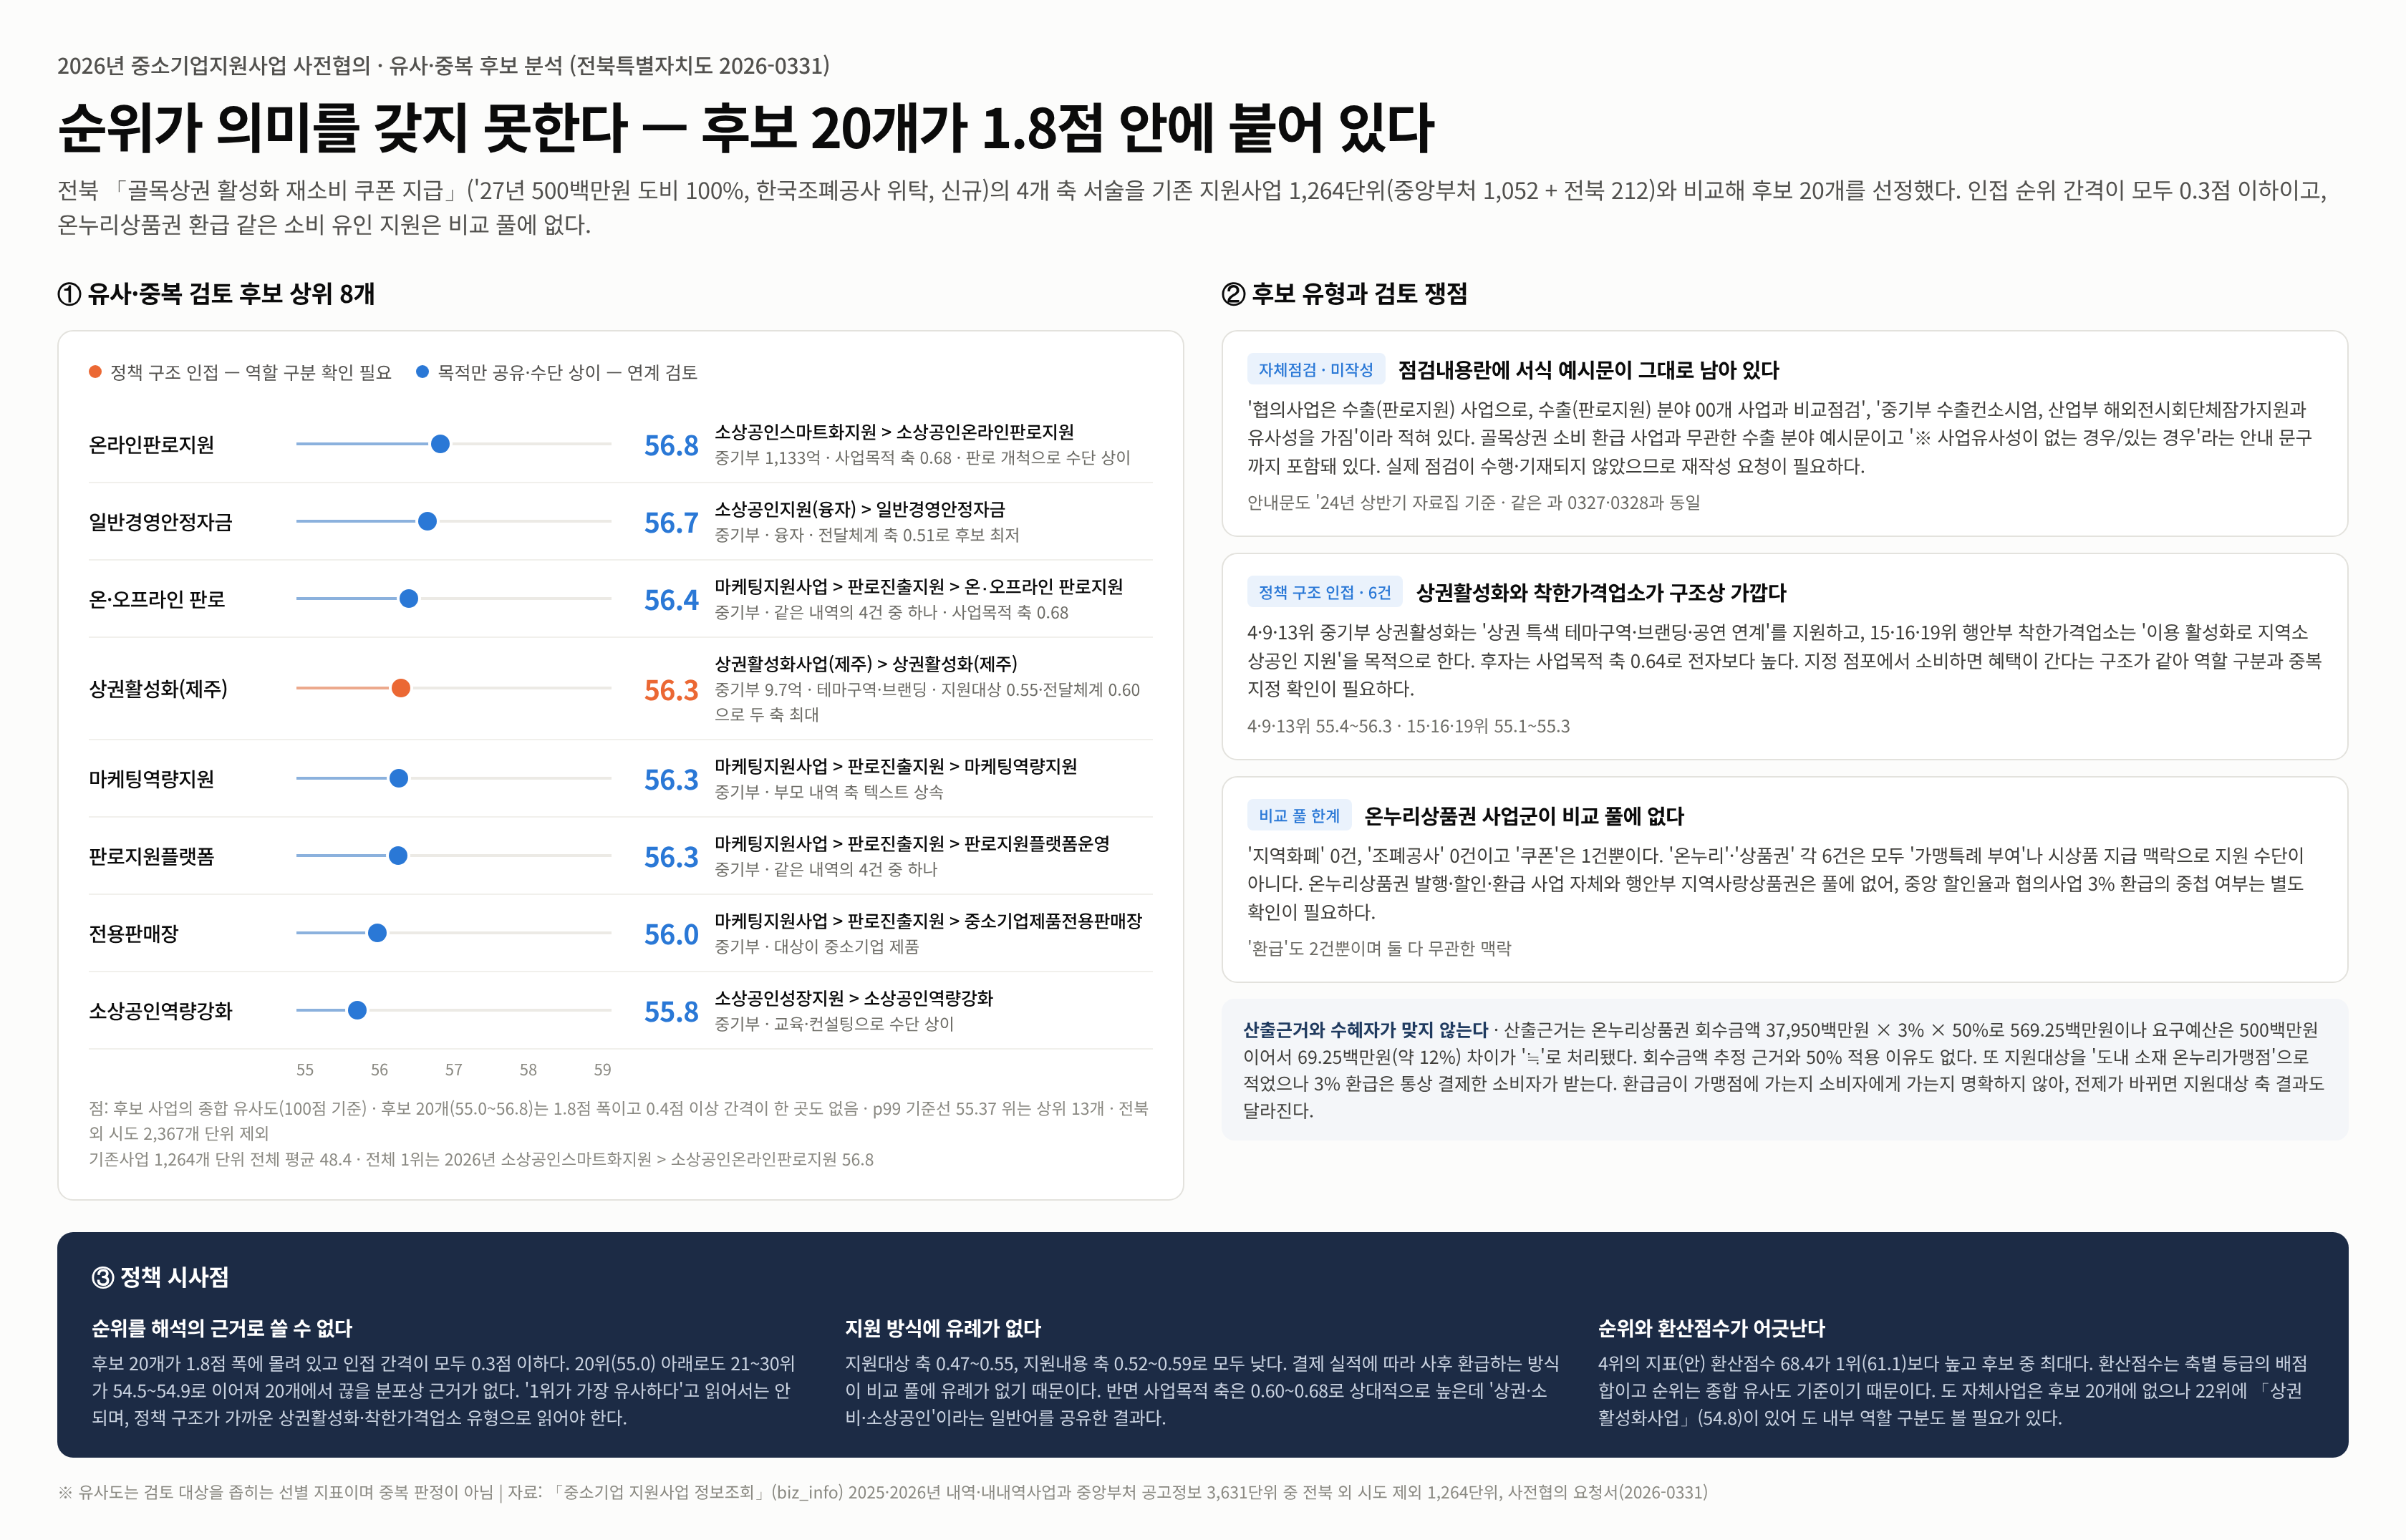 2026년 중소기업지원사업 사전협의 · 유사·중복 후보 분석 (전북특별자치도 2026-0331)
순위가 의미를 갖지 못한다 — 후보 20개가 1.8점 안에 붙어 있다
전북 「골목상권 활성화 재소비 쿠폰 지급」('27년 500백만원 도비 100%, 한국조폐공사 위탁, 신규)의 4개 축 서술을 기존 지원사업 1,264단위(중앙부처 1,052 + 전북 212)와 비교해 후보 20개를 선정했다. 인접 순위 간격이 모두 0.3점 이하이고,
온누리상품권 환급 같은 소비 유인 지원은 비교 풀에 없다.
① 유사·중복 검토 후보 상위 8개
정책 구조 인접 — 역할 구분 확인 필요
목적만 공유·수단 상이 — 연계 검토
온라인판로지원
56.8
소상공인스마트화지원 > 소상공인온라인판로지원
중기부 1,133억 · 사업목적 축 0.68 · 판로 개척으로 수단 상이
일반경영안정자금
56.7
소상공인지원(융자) > 일반경영안정자금
중기부 · 융자 · 전달체계 축 0.51로 후보 최저
온·오프라인 판로
56.4
마케팅지원사업 > 판로진출지원 > 온·오프라인 판로지원
중기부 · 같은 내역의 4건 중 하나 · 사업목적 축 0.68
상권활성화(제주)
56.3
상권활성화사업(제주) > 상권활성화(제주)
중기부 9.7억 · 테마구역·브랜딩 · 지원대상 0.55·전달체계 0.60
으로 두 축 최대
마케팅역량지원
56.3
마케팅지원사업 > 판로진출지원 > 마케팅역량지원
중기부 · 부모 내역 축 텍스트 상속
판로지원플랫폼
56.3
마케팅지원사업 > 판로진출지원 > 판로지원플랫폼운영
중기부 · 같은 내역의 4건 중 하나
전용판매장
56.0
마케팅지원사업 > 판로진출지원 > 중소기업제품전용판매장
중기부 · 대상이 중소기업 제품
소상공인역량강화
55.8
소상공인성장지원 > 소상공인역량강화
중기부 · 교육·컨설팅으로 수단 상이
55 56 57 58 59
점: 후보 사업의 종합 유사도(100점 기준) · 후보 20개(55.0~56.8)는 1.8점 폭이고 0.4점 이상 간격이 한 곳도 없음 · p99 기준선 55.37 위는 상위 13개 · 전북
외 시도 2,367개 단위 제외
기존사업 1,264개 단위 전체 평균 48.4 · 전체 1위는 2026년 소상공인스마트화지원 > 소상공인온라인판로지원 56.8
② 후보 유형과 검토 쟁점
자체점검 · 미작성
점검내용란에 서식 예시문이 그대로 남아 있다
'협의사업은 수출(판로지원) 사업으로, 수출(판로지원) 분야 00개 사업과 비교점검', '중기부 수출컨소시엄, 산업부 해외전시회단체잠가지원과
유사성을 가짐'이라 적혀 있다. 골목상권 소비 환급 사업과 무관한 수출 분야 예시문이고 '※ 사업유사성이 없는 경우/있는 경우'라는 안내 문구
까지 포함돼 있다. 실제 점검이 수행·기재되지 않았으므로 재작성 요청이 필요하다.
안내문도 '24년 상반기 자료집 기준 · 같은 과 0327·0328과 동일
정책 구조 인접 · 6건
상권활성화와 착한가격업소가 구조상 가깝다
4·9·13위 중기부 상권활성화는 '상권 특색 테마구역·브랜딩·공연 연계'를 지원하고, 15·16·19위 행안부 착한가격업소는 '이용 활성화로 지역소
상공인 지원'을 목적으로 한다. 후자는 사업목적 축 0.64로 전자보다 높다. 지정 점포에서 소비하면 혜택이 간다는 구조가 같아 역할 구분과 중복
지정 확인이 필요하다.
4·9·13위 55.4~56.3 · 15·16·19위 55.1~55.3
비교 풀 한계
온누리상품권 사업군이 비교 풀에 없다
'지역화폐' 0건, '조폐공사' 0건이고 '쿠폰'은 1건뿐이다. '온누리'·'상품권' 각 6건은 모두 '가맹특례 부여'나 시상품 지급 맥락으로 지원 수단이
아니다. 온누리상품권 발행·할인·환급 사업 자체와 행안부 지역사랑상품권은 풀에 없어, 중앙 할인율과 협의사업 3% 환급의 중첩 여부는 별도
확인이 필요하다.
'환급'도 2건뿐이며 둘 다 무관한 맥락
산출근거와 수혜자가 맞지 않는다 · 산출근거는 온누리상품권 회수금액 37,950백만원 × 3% × 50%로 569.25백만원이나 요구예산은 500백만원
이어서 69.25백만원(약 12%) 차이가 '≒'로 처리됐다. 회수금액 추정 근거와 50% 적용 이유도 없다. 또 지원대상을 '도내 소재 온누리가맹점'으로
적었으나 3% 환급은 통상 결제한 소비자가 받는다. 환급금이 가맹점에 가는지 소비자에게 가는지 명확하지 않아, 전제가 바뀌면 지원대상 축 결과도
달라진다.
③ 정책 시사점
순위를 해석의 근거로 쓸 수 없다
후보 20개가 1.8점 폭에 몰려 있고 인접 간격이 모두 0.3점 이하다. 20위(55.0) 아래로도 21~30위
가 54.5~54.9로 이어져 20개에서 끊을 분포상 근거가 없다. '1위가 가장 유사하다'고 읽어서는 안
되며, 정책 구조가 가까운 상권활성화·착한가격업소 유형으로 읽어야 한다.
지원 방식에 유례가 없다
지원대상 축 0.47~0.55, 지원내용 축 0.52~0.59로 모두 낮다. 결제 실적에 따라 사후 환급하는 방식
이 비교 풀에 유례가 없기 때문이다. 반면 사업목적 축은 0.60~0.68로 상대적으로 높은데 '상권·소
비·소상공인'이라는 일반어를 공유한 결과다.
순위와 환산점수가 어긋난다
4위의 지표(안) 환산점수 68.4가 1위(61.1)보다 높고 후보 중 최대다. 환산점수는 축별 등급의 배점
합이고 순위는 종합 유사도 기준이기 때문이다. 도 자체사업은 후보 20개에 없으나 22위에 「상권
활성화사업」(54.8)이 있어 도 내부 역할 구분도 볼 필요가 있다.
※ 유사도는 검토 대상을 좁히는 선별 지표이며 중복 판정이 아님 | 자료: 「중소기업 지원사업 정보조회」(biz_info) 2025·2026년 내역·내내역사업과 중앙부처 공고정보 3,631단위 중 전북 외 시도 제외 1,264단위, 사전협의 요청서(2026-0331)